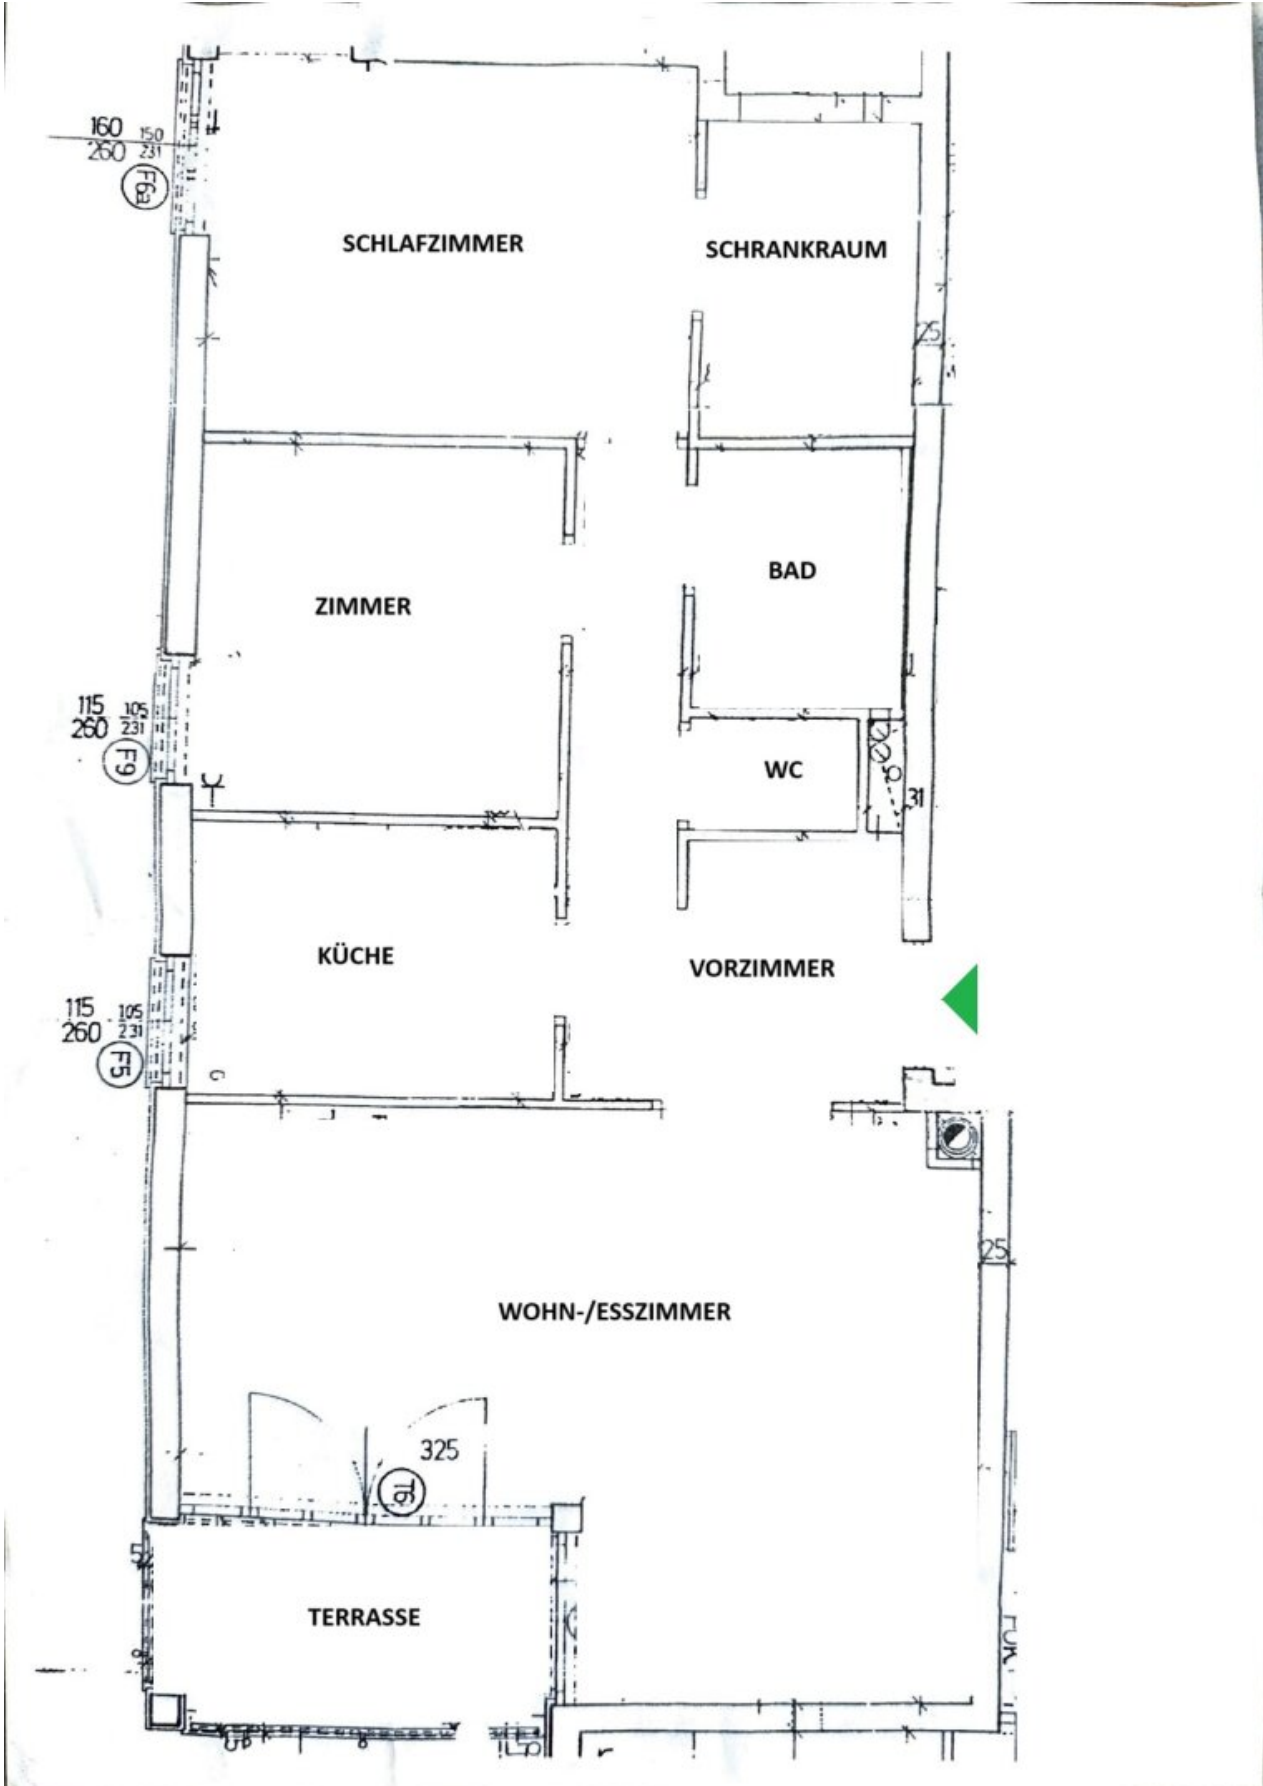 160 150
260 231
F6a
SCHLAFZIMMER
SCHRANKRAUM
25
BAD
ZIMMER
115 105
260 231
F9
WC
31
KÜCHE
VORZIMMER
115 105
260 231
F5
G
25
WOHN-/ESSZIMMER
325
T6
TERRASSE